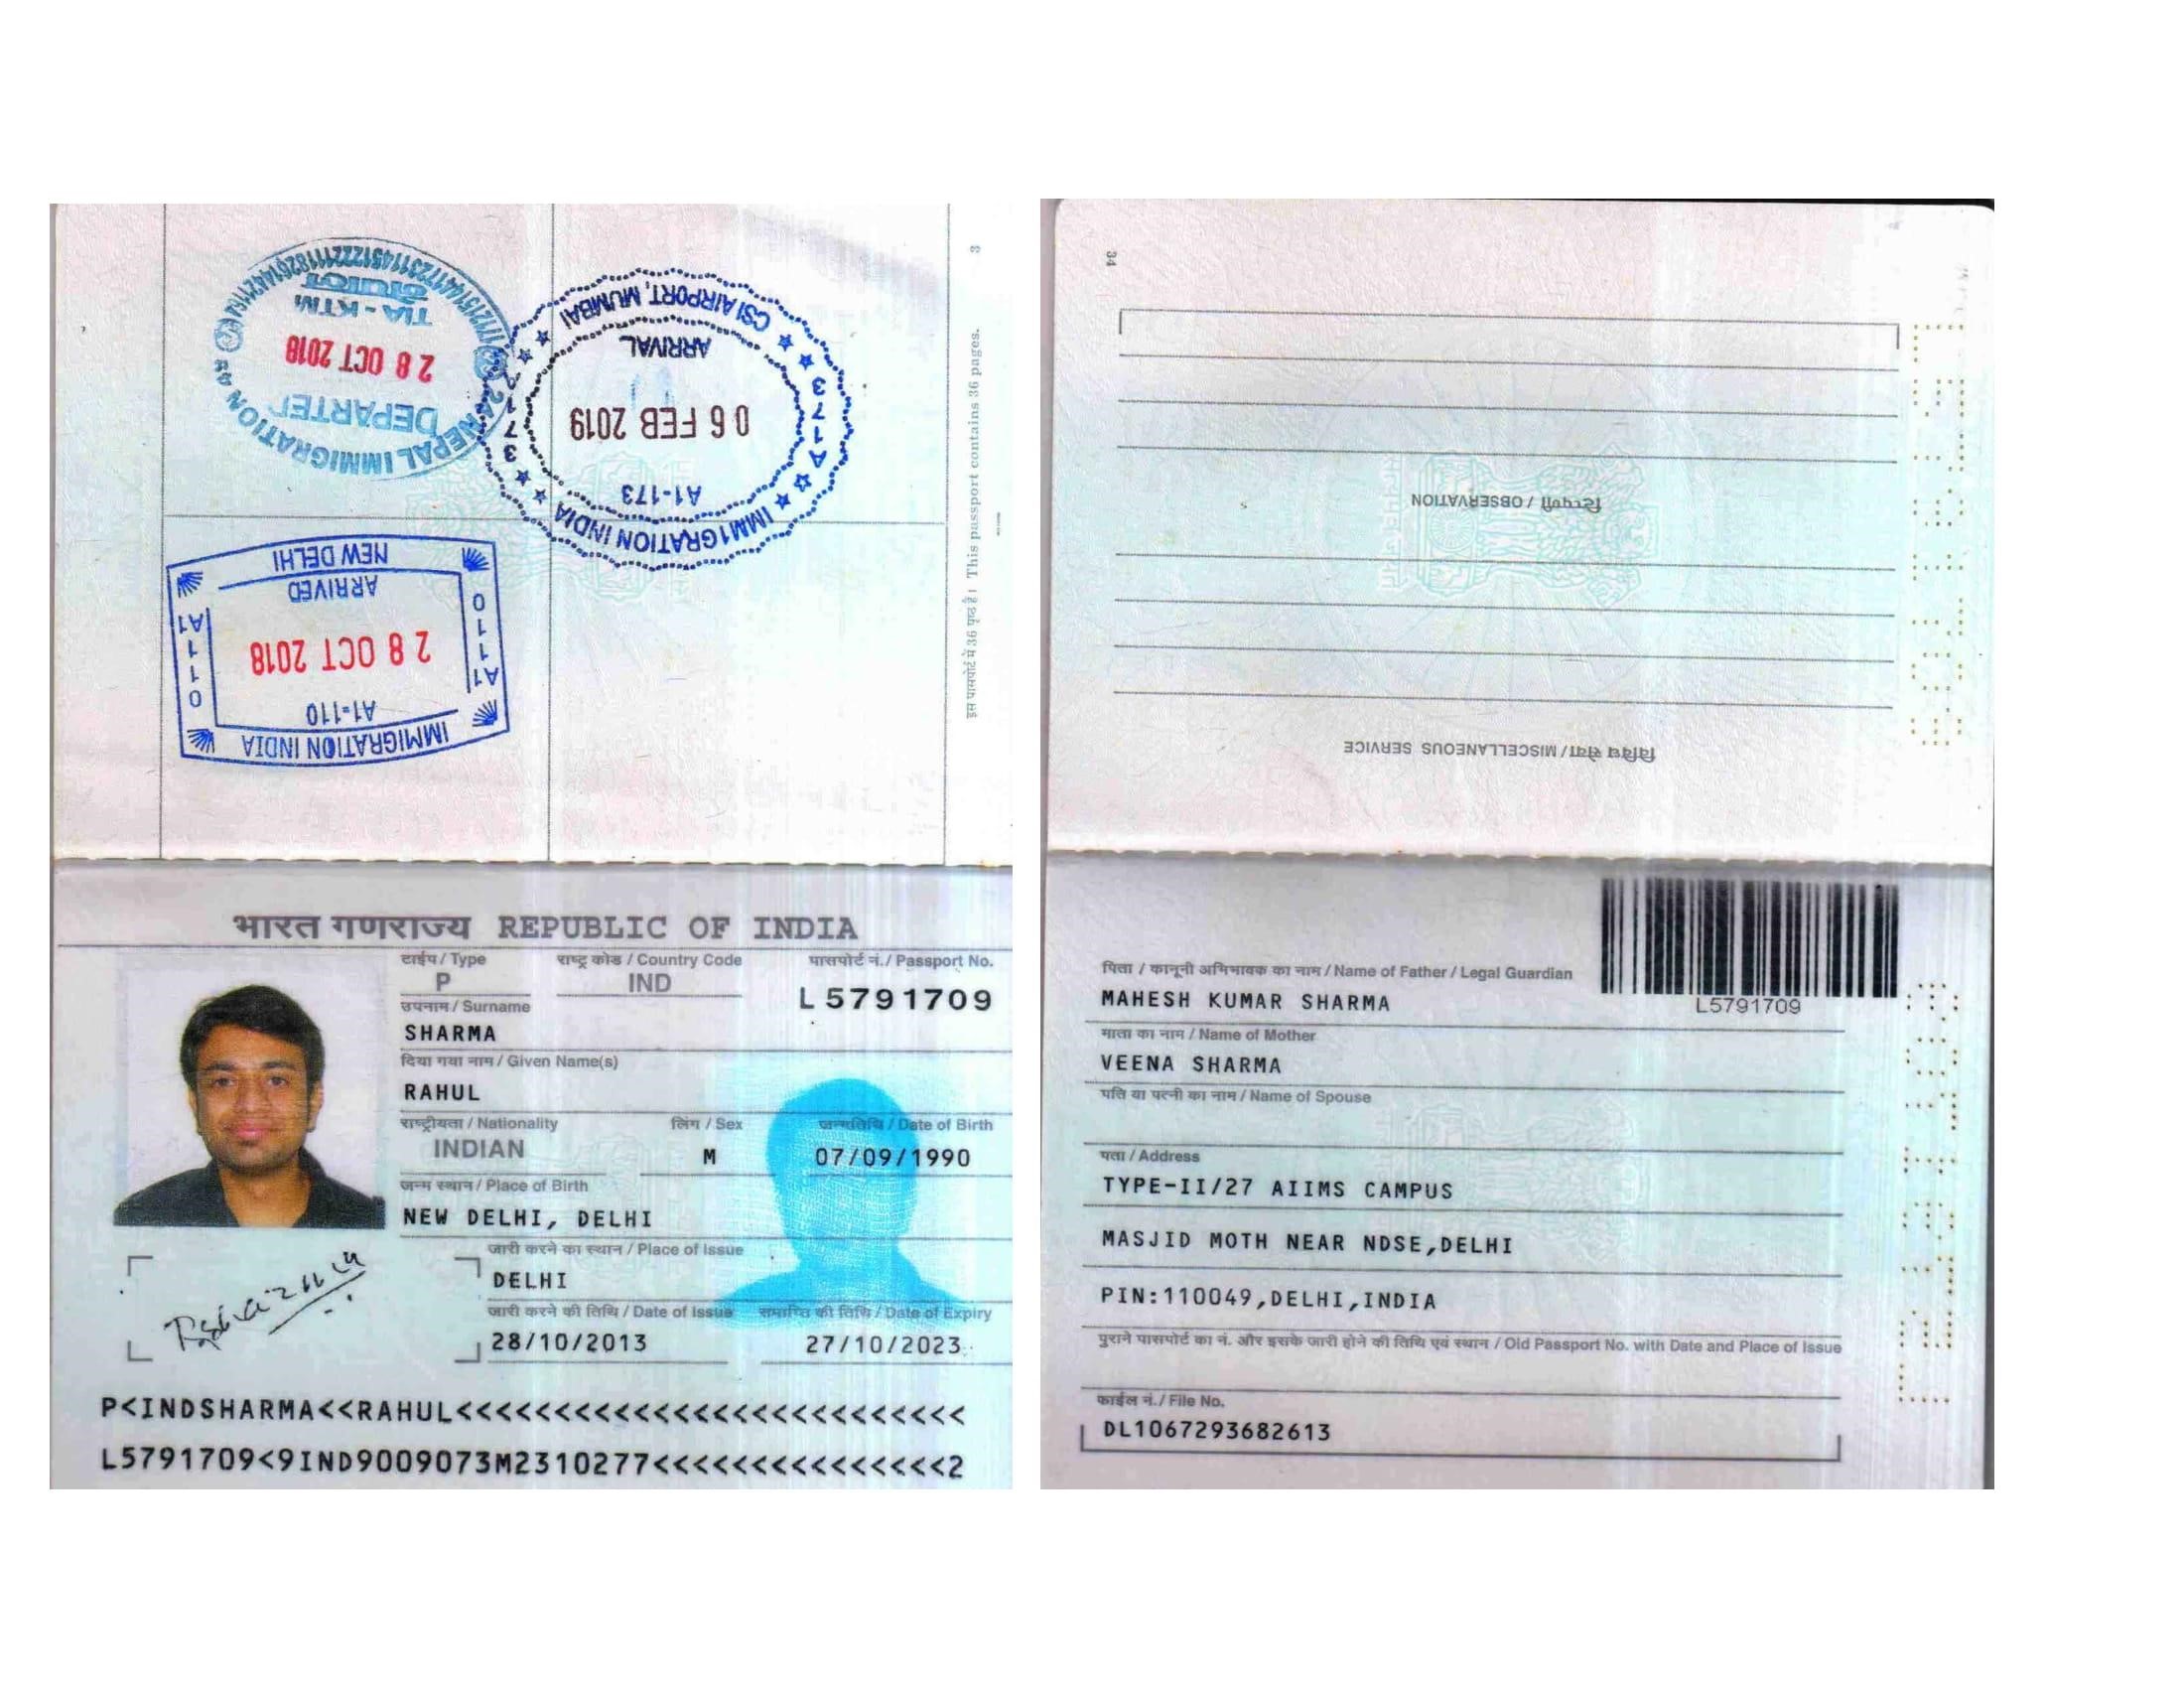 NEPAL IMMIGRATION
DEPARTED
28 OCT 2018
TIA - KTM
नेपाल
IMMIGRATION INDIA
A1-173
06 FEB 2019
ARRIVAL
CSI AIRPORT, MUMBAI
A173
IMMIGRATION INDIA
A1-110
28 OCT 2018
ARRIVED
NEW DELHI
A1110
A1110
इस पासपोर्ट में 36 पृष्ठ हैं। This passport contains 36 pages.
3
भारत गणराज्य REPUBLIC OF INDIA
टाईप / Type राष्ट्र कोड / Country Code पासपोर्ट नं. / Passport No.
P IND L5791709
उपनाम / Surname
SHARMA
दिया गया नाम / Given Name(s)
RAHUL
राष्ट्रीयता / Nationality लिंग / Sex जन्मतिथि / Date of Birth
INDIAN M 07/09/1990
जन्म स्थान / Place of Birth
NEW DELHI, DELHI
जारी करने का स्थान / Place of Issue
DELHI
जारी करने की तिथि / Date of Issue समाप्ति की तिथि / Date of Expiry
28/10/2013 27/10/2023
P<INDSHARMA<<RAHUL<<<<<<<<<<<<<<<<<<<<<<<<<<
L5791709<9IND9009073M2310277<<<<<<<<<<<<<<<2
34
विविध सेवा / MISCELLANEOUS SERVICE
टिप्पणी / OBSERVATION
L5791709
पिता / कानूनी अभिभावक का नाम / Name of Father / Legal Guardian
MAHESH KUMAR SHARMA
L5791709
माता का नाम / Name of Mother
VEENA SHARMA
पति या पत्नी का नाम / Name of Spouse
पता / Address
TYPE-II/27 AIIMS CAMPUS
MASJID MOTH NEAR NDSE,DELHI
PIN:110049,DELHI,INDIA
पुराने पासपोर्ट का नं. और इसके जारी होने की तिथि एवं स्थान / Old Passport No. with Date and Place of Issue
फाईल नं. / File No.
DL1067293682613
L5791709